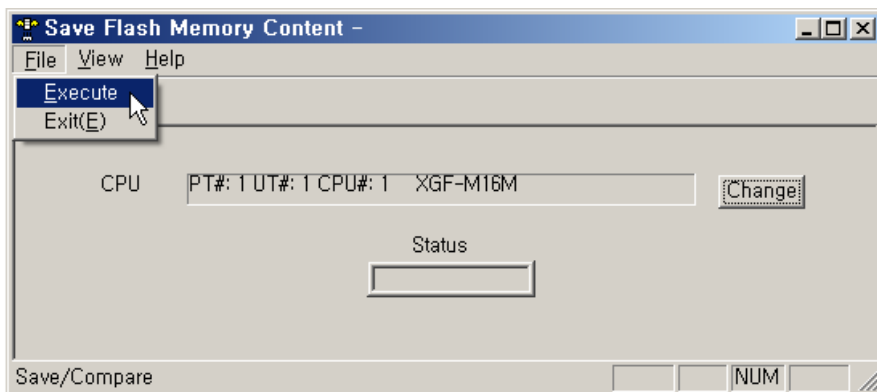 Save Flash Memory Content -
File View Help
Execute
Exit(E)
CPU PT#: 1 UT#: 1 CPU#: 1 XGF-M16M Change
Status
Save/Compare NUM